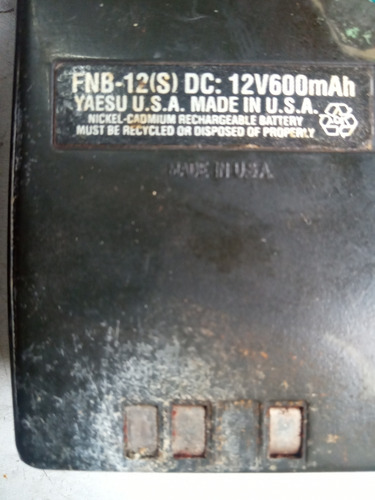 FNB-12(S) DC: 12V600mAh
YAESU U.S.A. MADE IN U.S.A.
NICKEL-CADMIUM RECHARGEABLE BATTERY
MUST BE RECYCLED OR DISPOSED OF PROPERLY
MADE IN U.S.A.